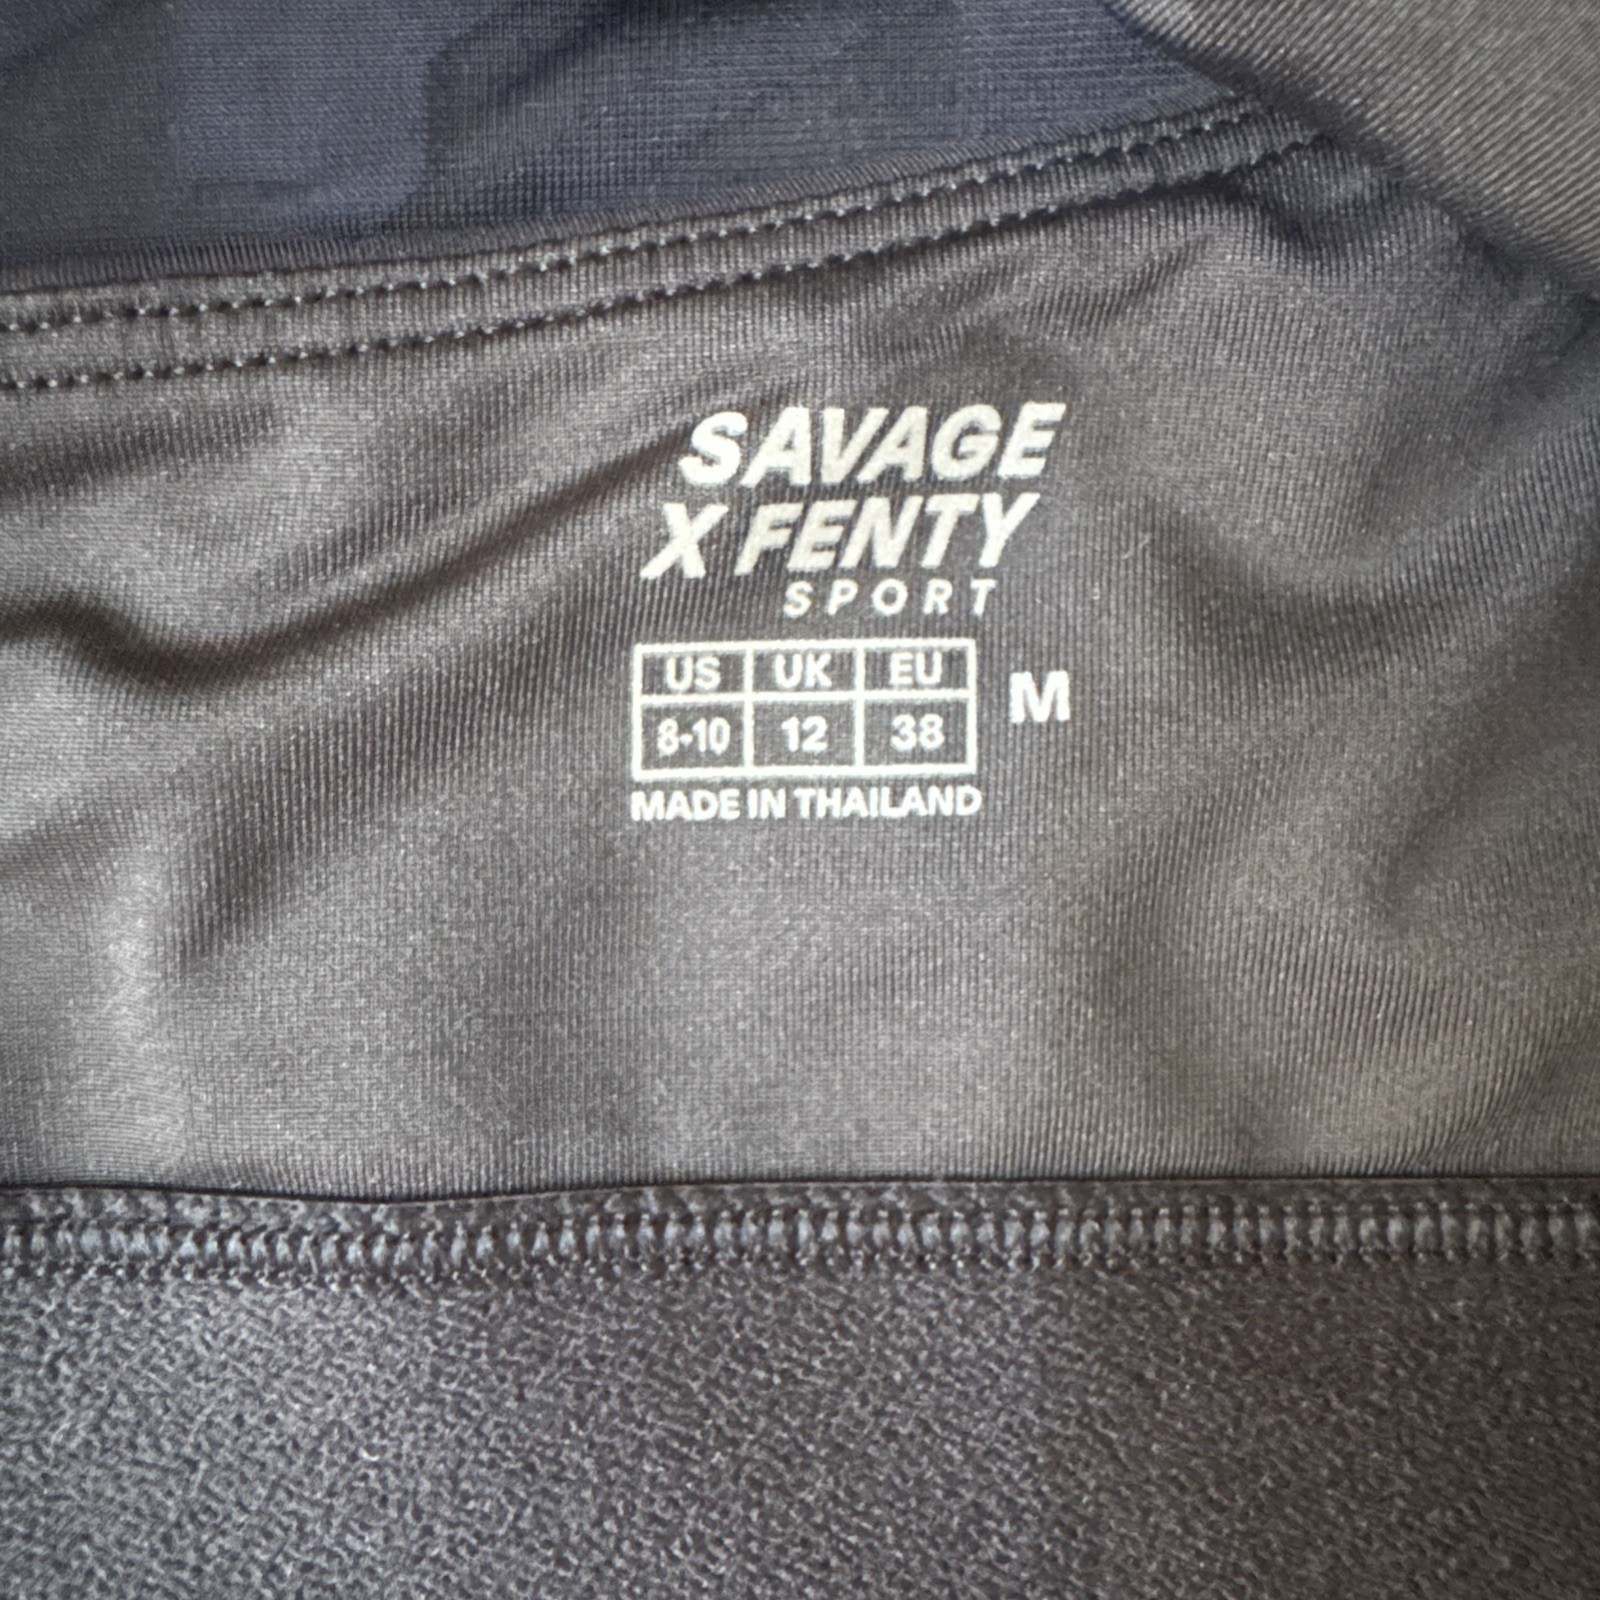 SAVAGE
X FENTY
SPORT
US UK EU
8-10 12 38 M
MADE IN THAILAND